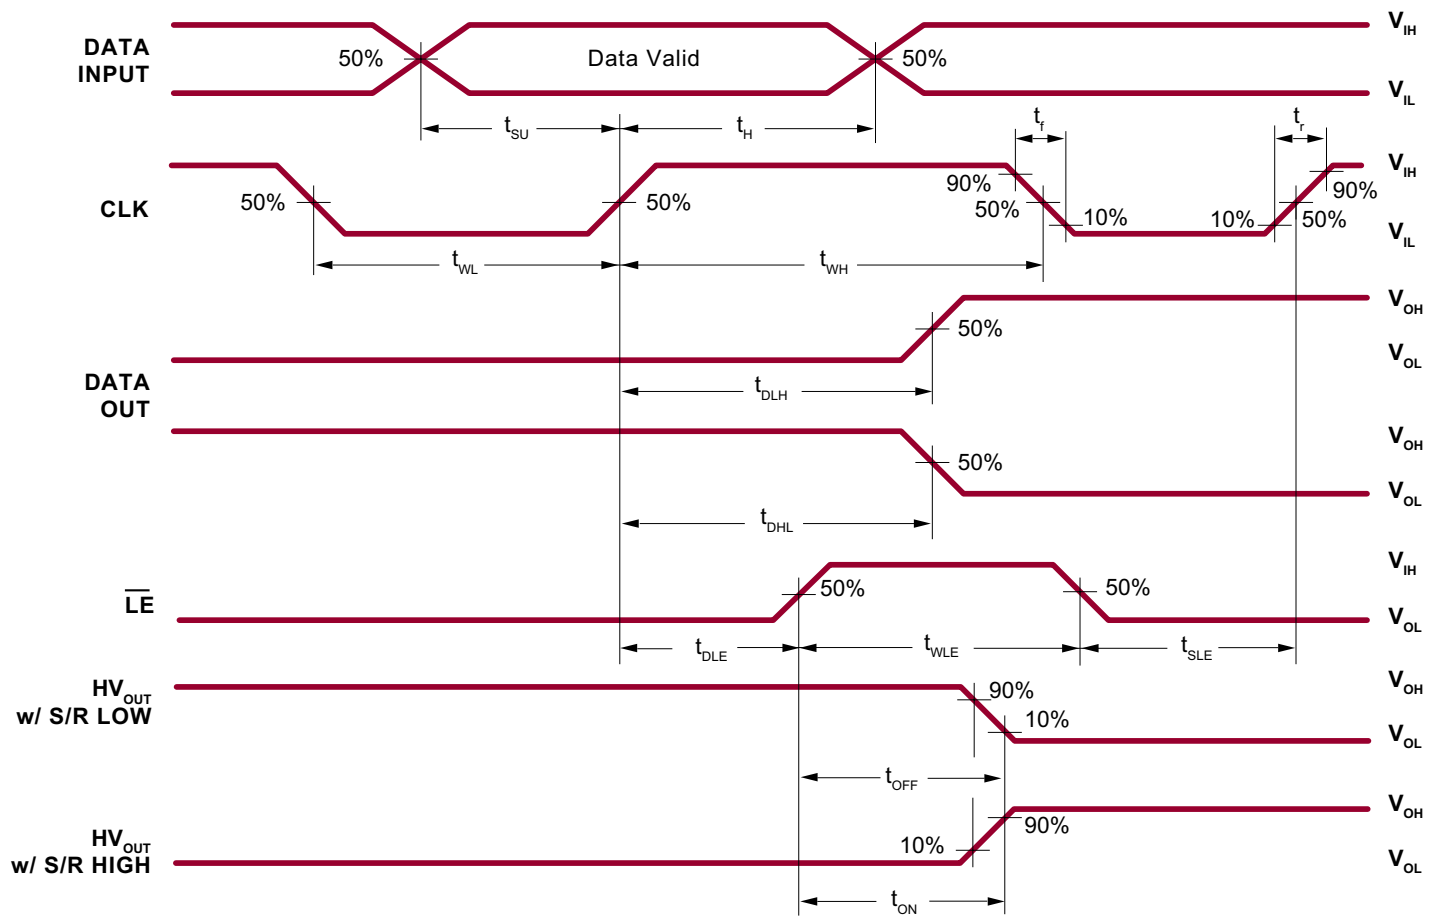 DATA
INPUT
50%
Data Valid
50%
V_IH
V_IL
t_SU
t_H
t_f
t_r
CLK
50%
50%
90%
50%
10%
10%
50%
90%
V_IH
V_IL
t_WL
t_WH
DATA
OUT
50%
V_OH
V_OL
t_DLH
50%
V_OH
V_OL
t_DHL
LE
50%
50%
V_IH
V_OL
t_DLE
t_WLE
t_SLE
HV_OUT
w/ S/R LOW
90%
10%
V_OH
V_OL
t_OFF
HV_OUT
w/ S/R HIGH
10%
90%
V_OH
V_OL
t_ON